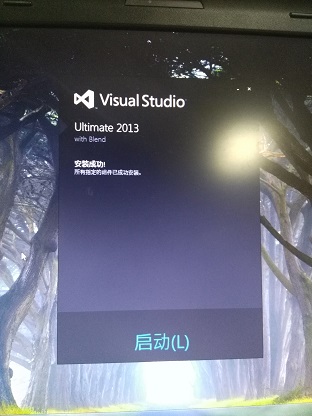 Visual Studio
Ultimate 2013
with Blend
安装成功!
所有指定的组件已成功安装。
启动(L)